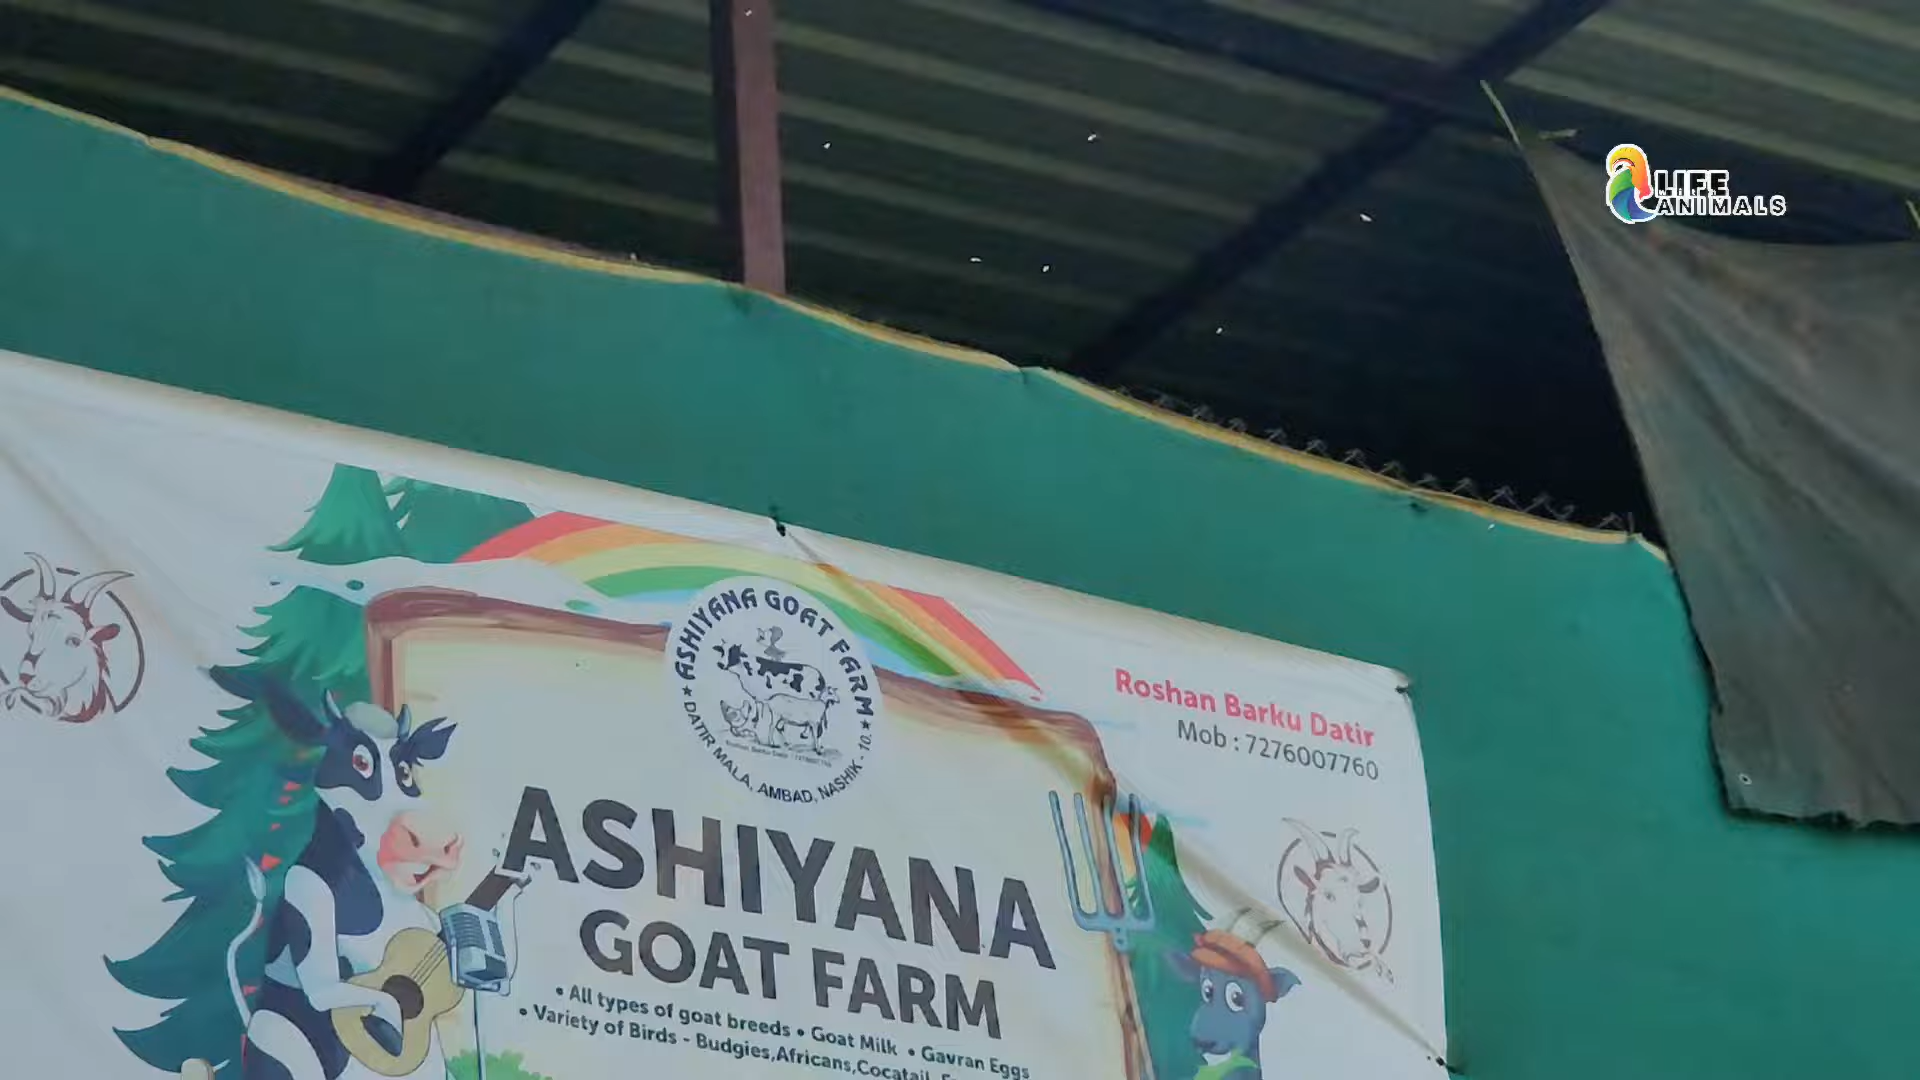 LIFE
with
ANIMALS
ASHIYANA GOAT FARM
★ DATIR MALA, AMBAD, NASHIK - 10. ★
Roshan Barku Datir
Mob : 7276007760
ASHIYANA
GOAT FARM
• All types of goat breeds • Goat Milk • Gavran Eggs
• Variety of Birds - Budgies,Africans,Cocatail,